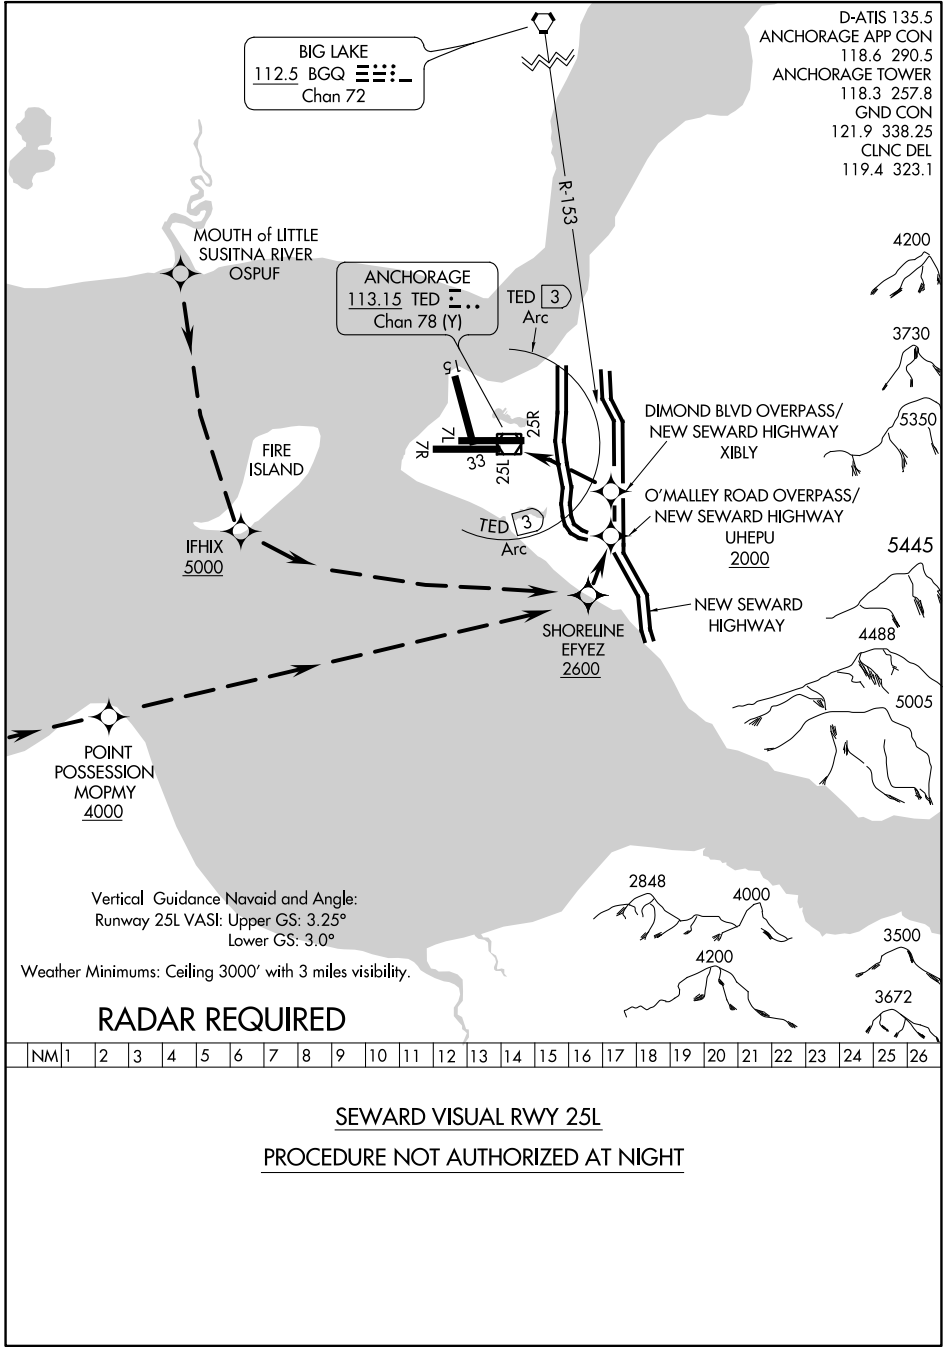 D-ATIS 135.5
ANCHORAGE APP CON
118.6 290.5
ANCHORAGE TOWER
118.3 257.8
GND CON
121.9 338.25
CLNC DEL
119.4 323.1
BIG LAKE
112.5 BGQ
Chan 72
R-153
MOUTH of LITTLE
SUSITNA RIVER
OSPUF
ANCHORAGE
113.15 TED
Chan 78 (Y)
TED 3
Arc
4200
3730
5350
15
7L
7R
33
25L
25R
DIMOND BLVD OVERPASS/
NEW SEWARD HIGHWAY
XIBLY
FIRE
ISLAND
O'MALLEY ROAD OVERPASS/
NEW SEWARD HIGHWAY
UHEPU
2000
TED 3
Arc
IFHIX
5000
5445
NEW SEWARD
HIGHWAY
SHORELINE
EFYEZ
2600
4488
5005
POINT
POSSESSION
MOPMY
4000
Vertical Guidance Navaid and Angle:
Runway 25L VASI: Upper GS: 3.25°
Lower GS: 3.0°
Weather Minimums: Ceiling 3000' with 3 miles visibility.
2848
4000
4200
3500
3672
RADAR REQUIRED
NM 1 2 3 4 5 6 7 8 9 10 11 12 13 14 15 16 17 18 19 20 21 22 23 24 25 26
SEWARD VISUAL RWY 25L
PROCEDURE NOT AUTHORIZED AT NIGHT